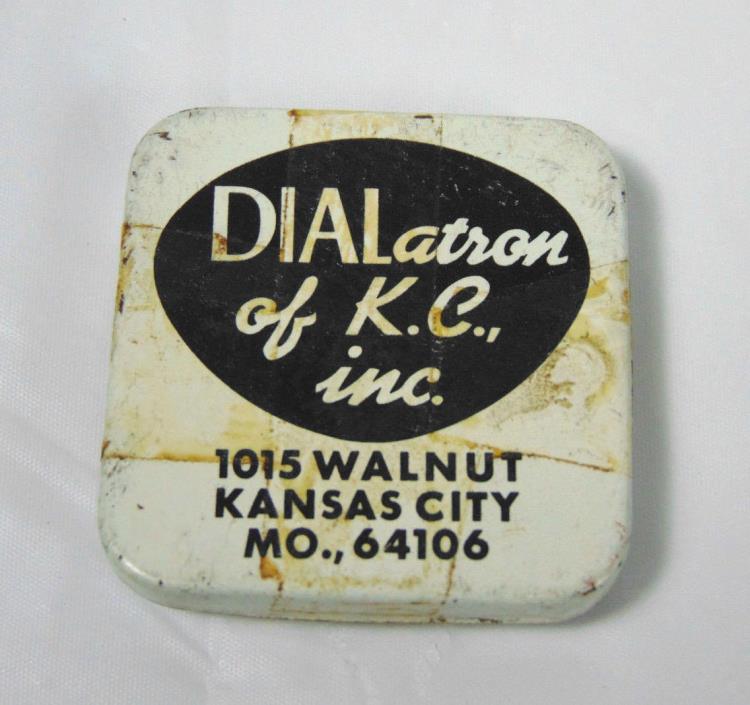 DIALatron
of K.C.,
inc.
1015 WALNUT
KANSAS CITY
MO., 64106